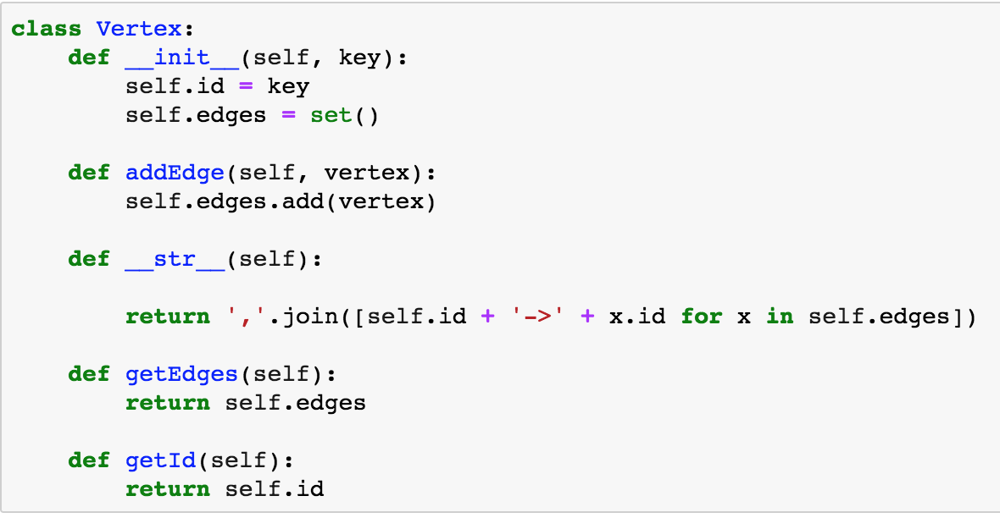 class Vertex:
    def __init__(self, key):
        self.id = key
        self.edges = set()

    def addEdge(self, vertex):
        self.edges.add(vertex)

    def __str__(self):

        return ','.join([self.id + '->' + x.id for x in self.edges])

    def getEdges(self):
        return self.edges

    def getId(self):
        return self.id